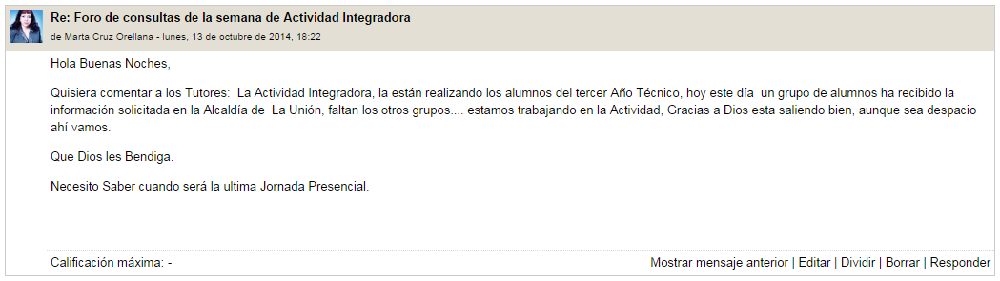 Re: Foro de consultas de la semana de Actividad Integradora
de Marta Cruz Orellana - lunes, 13 de octubre de 2014, 18:22
Hola Buenas Noches,
Quisiera comentar a los Tutores:  La Actividad Integradora, la están realizando los alumnos del tercer Año Técnico, hoy este día  un grupo de alumnos ha recibido la
información solicitada en la Alcaldía de  La Unión, faltan los otros grupos.... estamos trabajando en la Actividad, Gracias a Dios esta saliendo bien, aunque sea despacio
ahí vamos.
Que Dios les Bendiga.
Necesito Saber cuando será la ultima Jornada Presencial.
Calificación máxima: -
Mostrar mensaje anterior | Editar | Dividir | Borrar | Responder